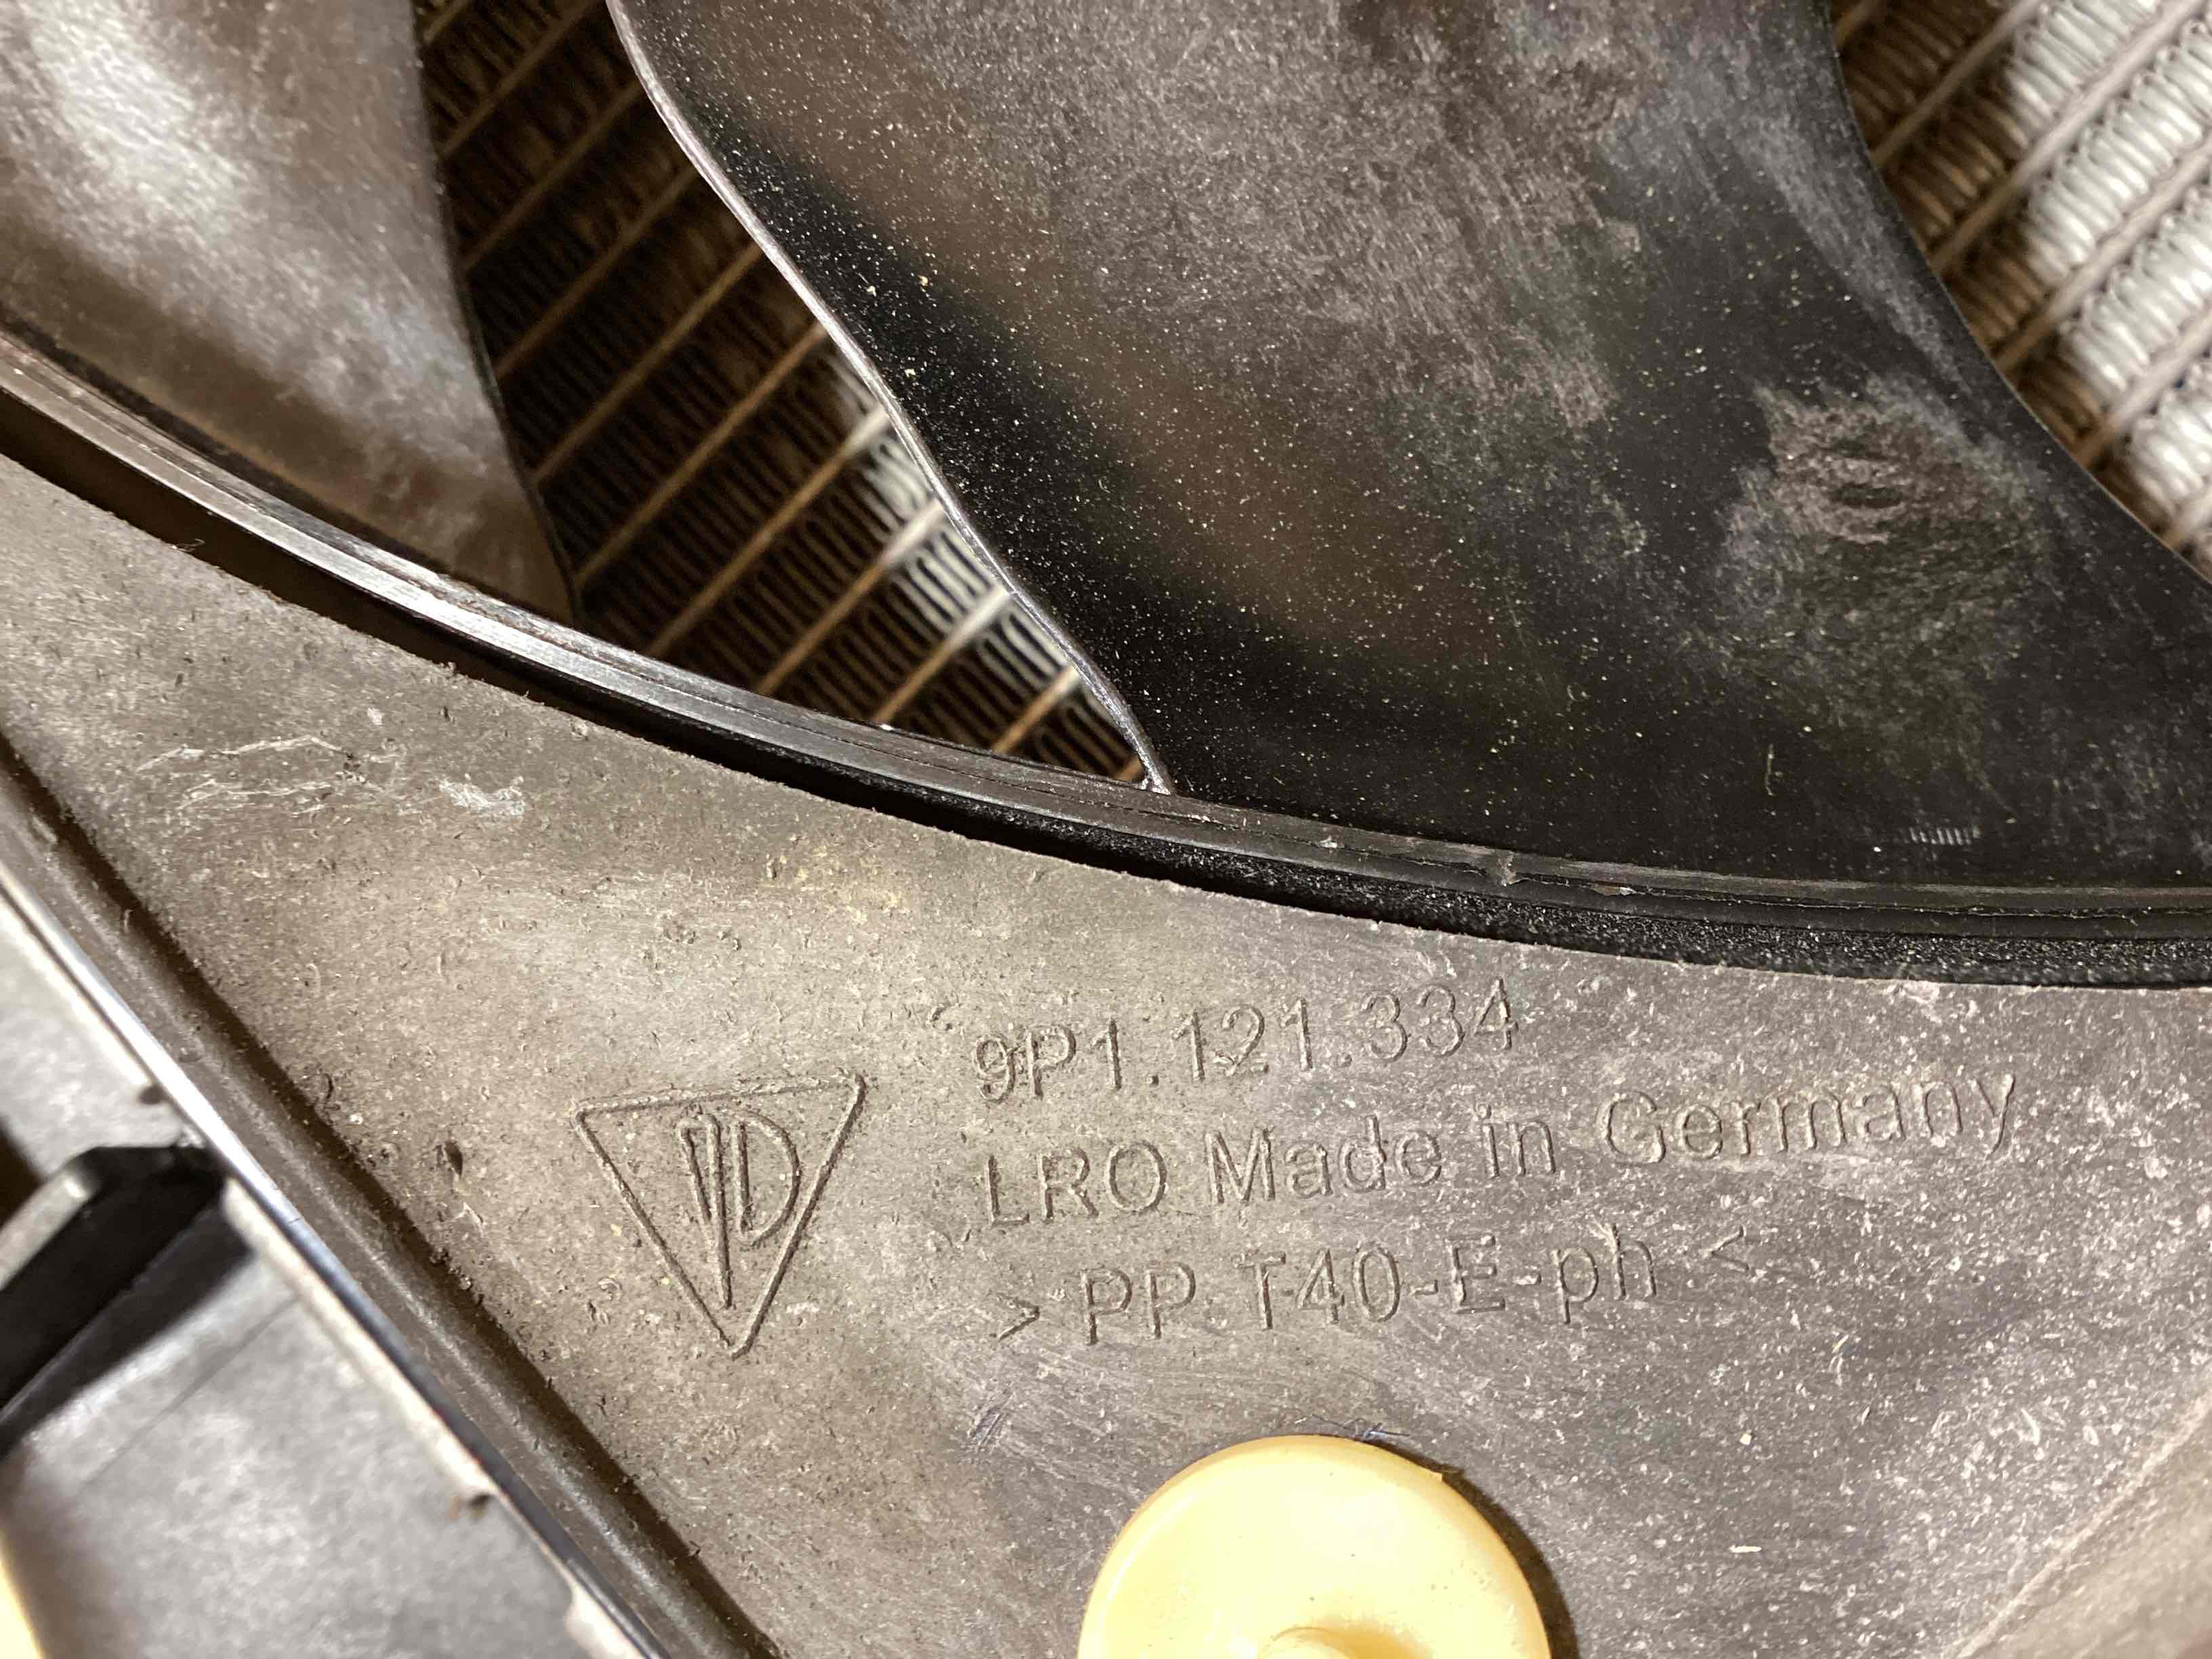 9P1.121.334
LRO Made in Germany
> PP T40-E-ph <